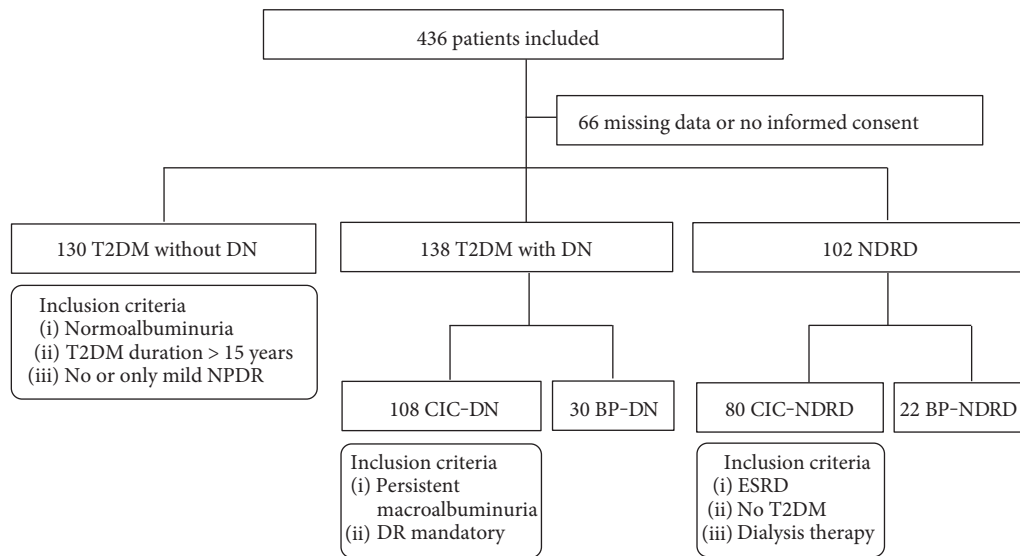 436 patients included
66 missing data or no informed consent
130 T2DM without DN
138 T2DM with DN
102 NDRD
Inclusion criteria
(i) Normoalbuminuria
(ii) T2DM duration > 15 years
(iii) No or only mild NPDR
108 CIC-DN
30 BP-DN
80 CIC-NDRD
22 BP-NDRD
Inclusion criteria
(i) Persistent
macroalbuminuria
(ii) DR mandatory
Inclusion criteria
(i) ESRD
(ii) No T2DM
(iii) Dialysis therapy